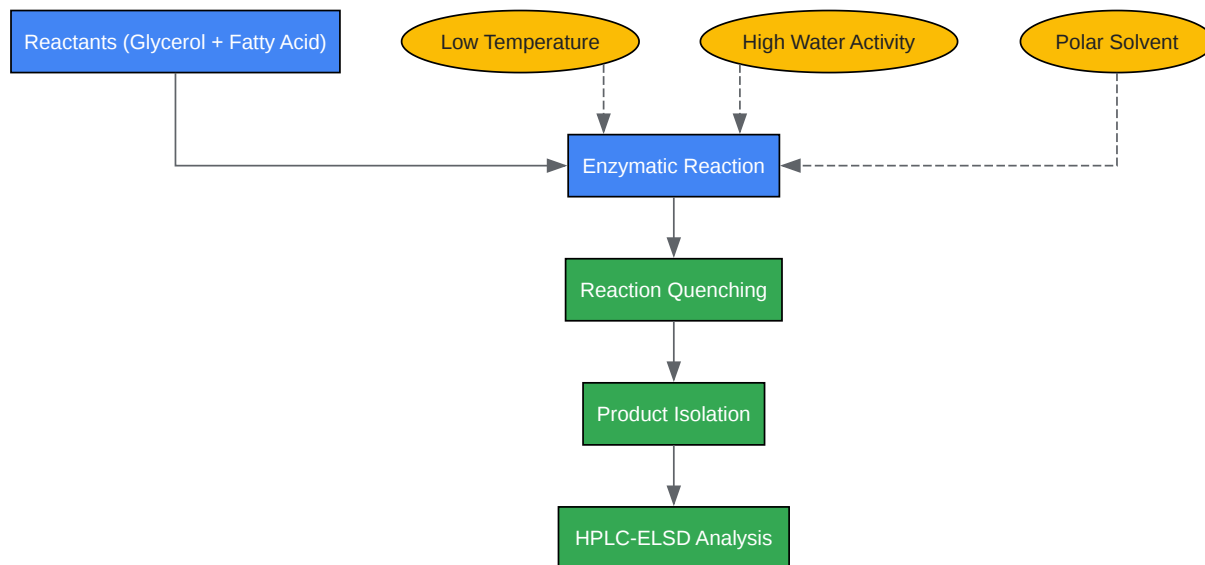 Reactants (Glycerol + Fatty Acid)
Low Temperature
High Water Activity
Polar Solvent
Enzymatic Reaction
Reaction Quenching
Product Isolation
HPLC-ELSD Analysis